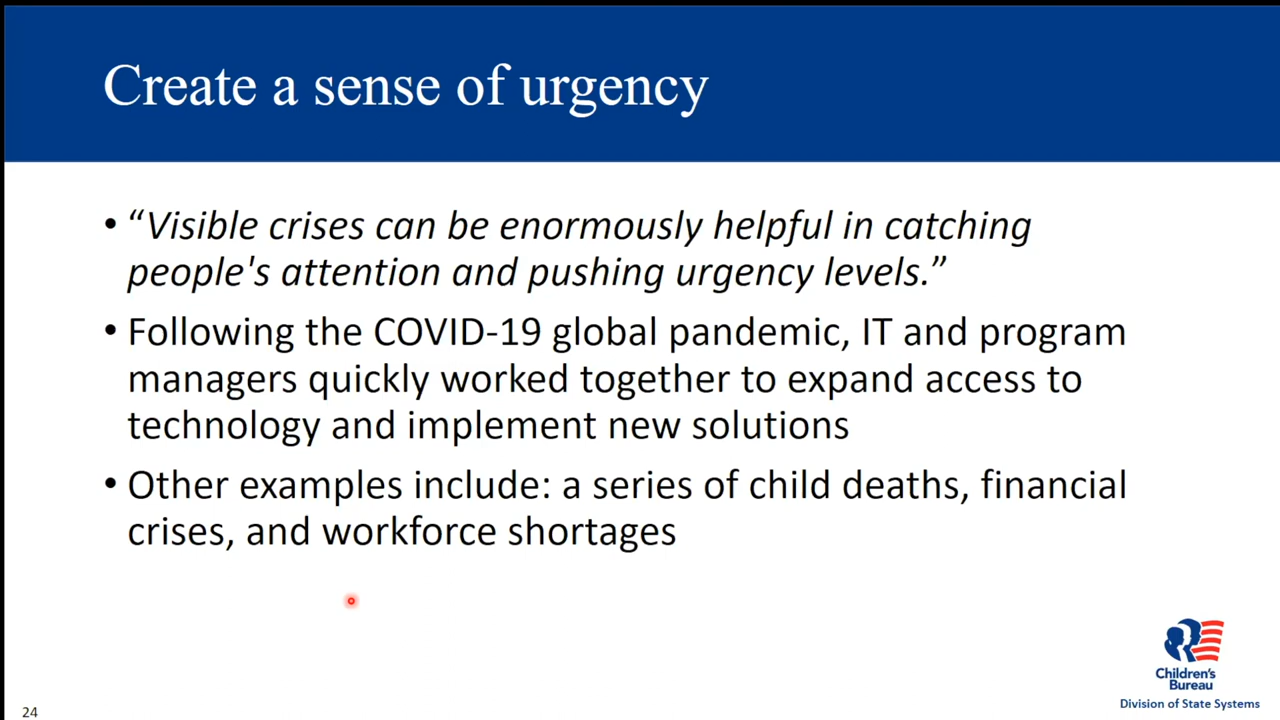 Create a sense of urgency
• “Visible crises can be enormously helpful in catching
people's attention and pushing urgency levels.”
• Following the COVID-19 global pandemic, IT and program
managers quickly worked together to expand access to
technology and implement new solutions
• Other examples include: a series of child deaths, financial
crises, and workforce shortages
Children's
Bureau
Division of State Systems
24